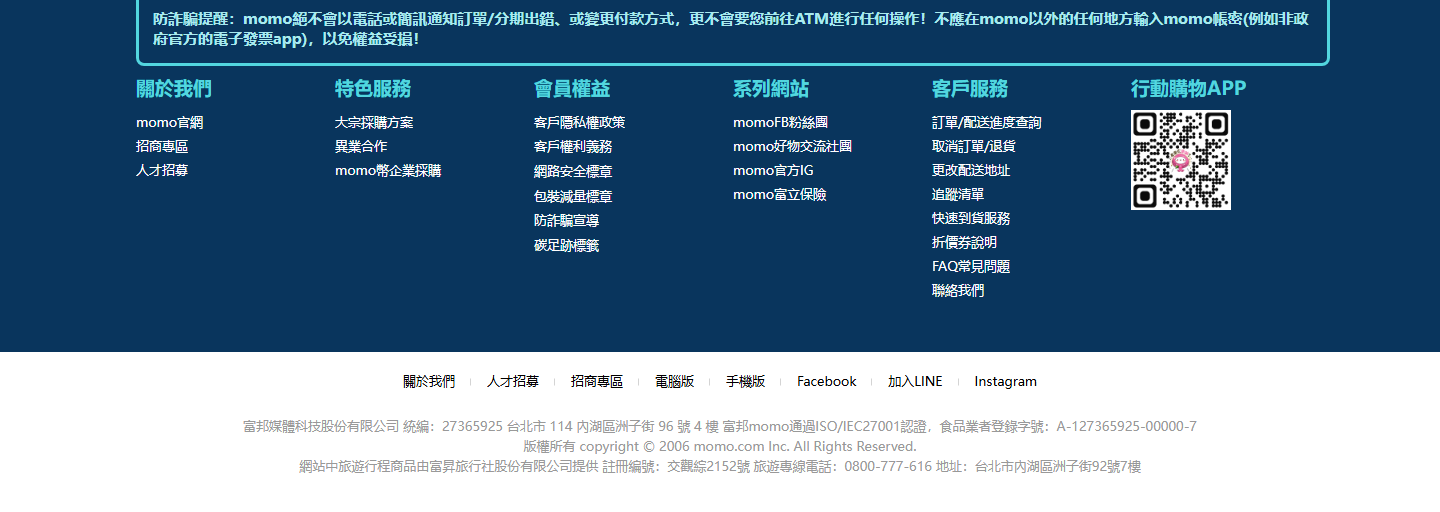 防詐騙提醒：momo絕不會以電話或簡訊通知訂單/分期出錯、或變更付款方式，更不會要您前往ATM進行任何操作！不應在momo以外的任何地方輸入momo帳密(例如非政
府官方的電子發票app)，以免權益受損！
關於我們
momo官網
招商專區
人才招募
特色服務
大宗採購方案
異業合作
momo幣企業採購
會員權益
客戶隱私權政策
客戶權利義務
網路安全標章
包裝減量標章
防詐騙宣導
碳足跡標籤
系列網站
momoFB粉絲團
momo好物交流社團
momo官方IG
momo富立保險
客戶服務
訂單/配送進度查詢
取消訂單/退貨
更改配送地址
追蹤清單
快速到貨服務
折價券說明
FAQ常見問題
聯絡我們
行動購物APP
關於我們 人才招募 招商專區 電腦版 手機版 Facebook 加入LINE Instagram
富邦媒體科技股份有限公司 統編：27365925 台北市 114 內湖區洲子街 96 號 4 樓 富邦momo通過ISO/IEC27001認證，食品業者登錄字號：A-127365925-00000-7
版權所有 copyright © 2006 momo.com Inc. All Rights Reserved.
網站中旅遊行程商品由富昇旅行社股份有限公司提供 註冊編號：交觀綜2152號 旅遊專線電話：0800-777-616 地址：台北市內湖區洲子街92號7樓